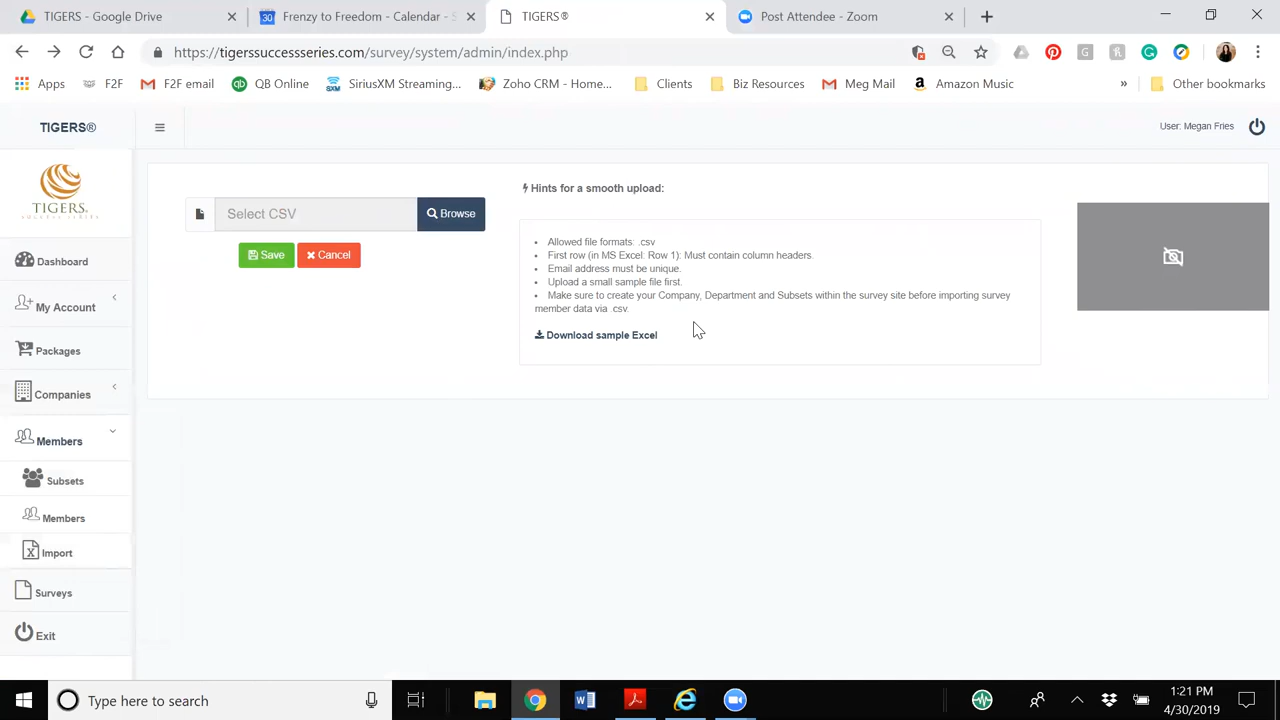 TIGERS - Google Drive
Frenzy to Freedom - Calendar - S
TIGERS®
Post Attendee - Zoom
https://tigerssuccessseries.com/survey/system/admin/index.php
Apps
F2F
F2F email
QB Online
SiriusXM Streaming...
Zoho CRM - Home...
Clients
Biz Resources
Meg Mail
Amazon Music
»
Other bookmarks
TIGERS®
User: Megan Fries
TIGERS.
SUCCESS SERIES
Dashboard
My Account
Packages
Companies
Members
Subsets
Members
Import
Surveys
Exit
Select CSV
Browse
Save
Cancel
Hints for a smooth upload:
• Allowed file formats: .csv
• First row (in MS Excel: Row 1): Must contain column headers.
• Email address must be unique.
• Upload a small sample file first.
• Make sure to create your Company, Department and Subsets within the survey site before importing survey
member data via .csv.
Download sample Excel
Type here to search
1:21 PM
4/30/2019